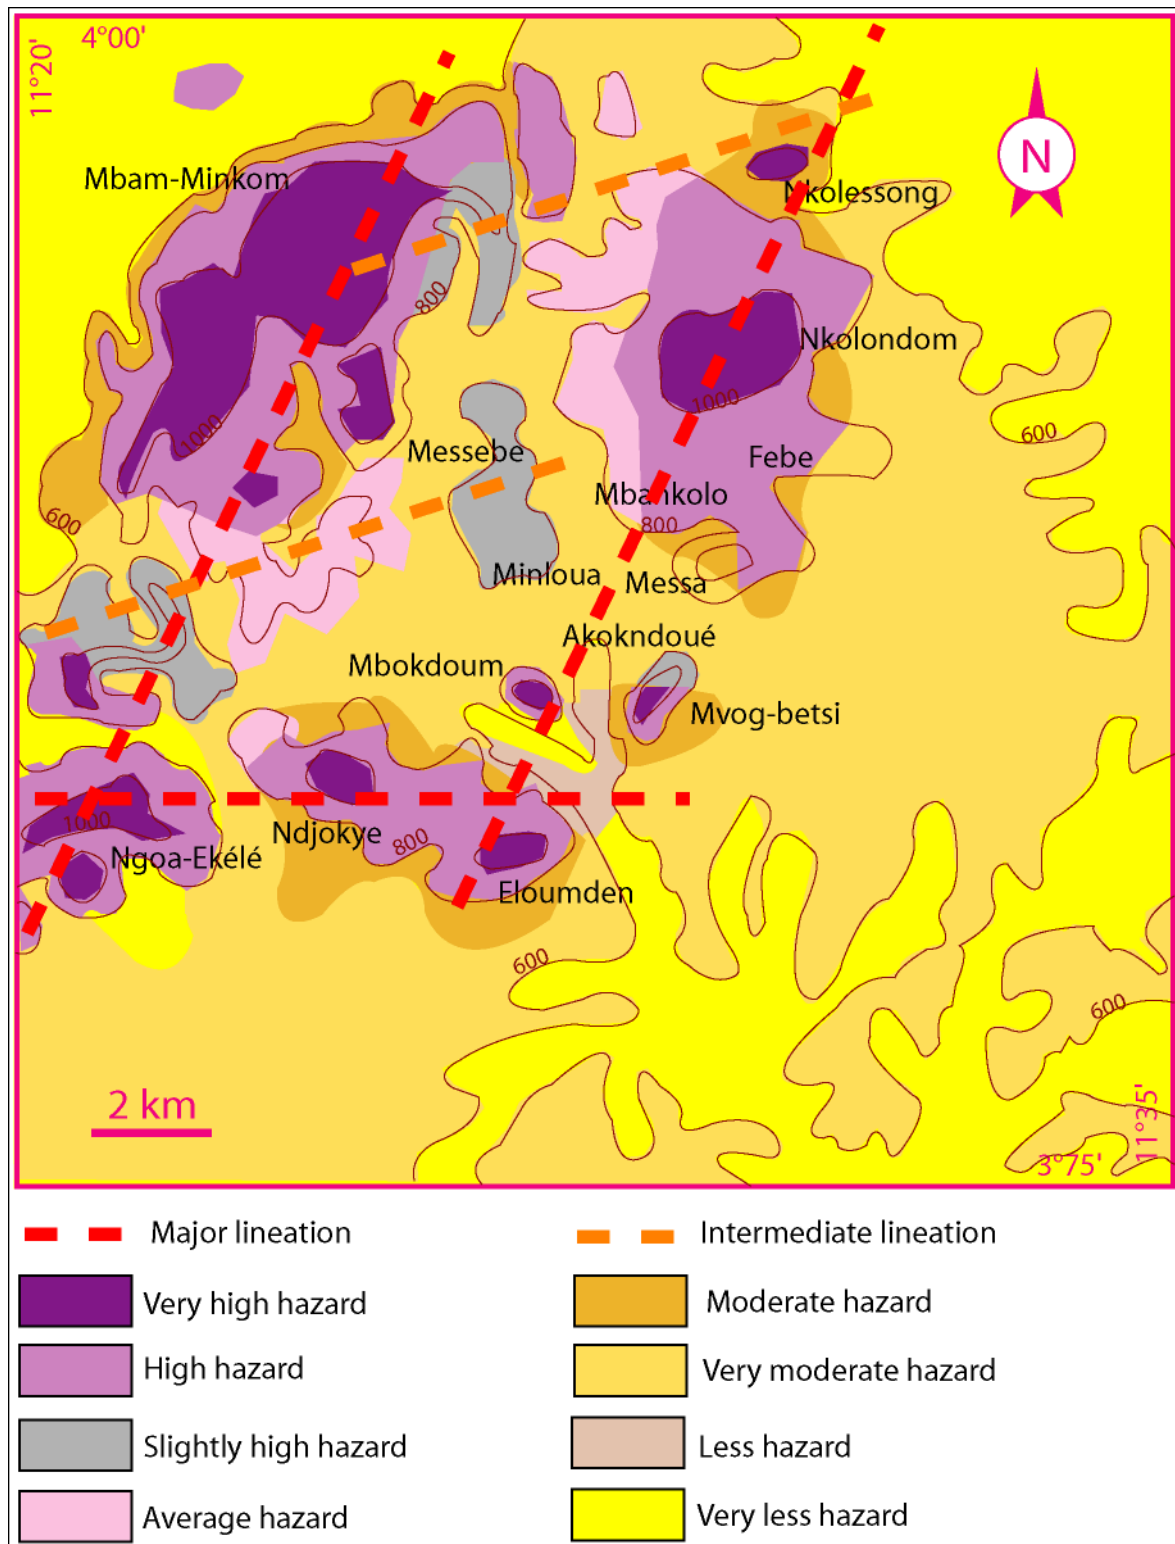 4°00'
11°20'
N
Mbam-Minkom
Nkolessong
800
Nkolondom
1000
600
1000
Messebe
Febe
Mbankolo
600
800
Minloua
Messa
Akokndoué
Mbokdoum
Mvog-betsi
1000
Ndjokye
800
Ngoa-Ekélé
Eloumden
600
600
2 km
11°35'
3°75'
Major lineation
Intermediate lineation
Very high hazard
Moderate hazard
High hazard
Very moderate hazard
Slightly high hazard
Less hazard
Average hazard
Very less hazard